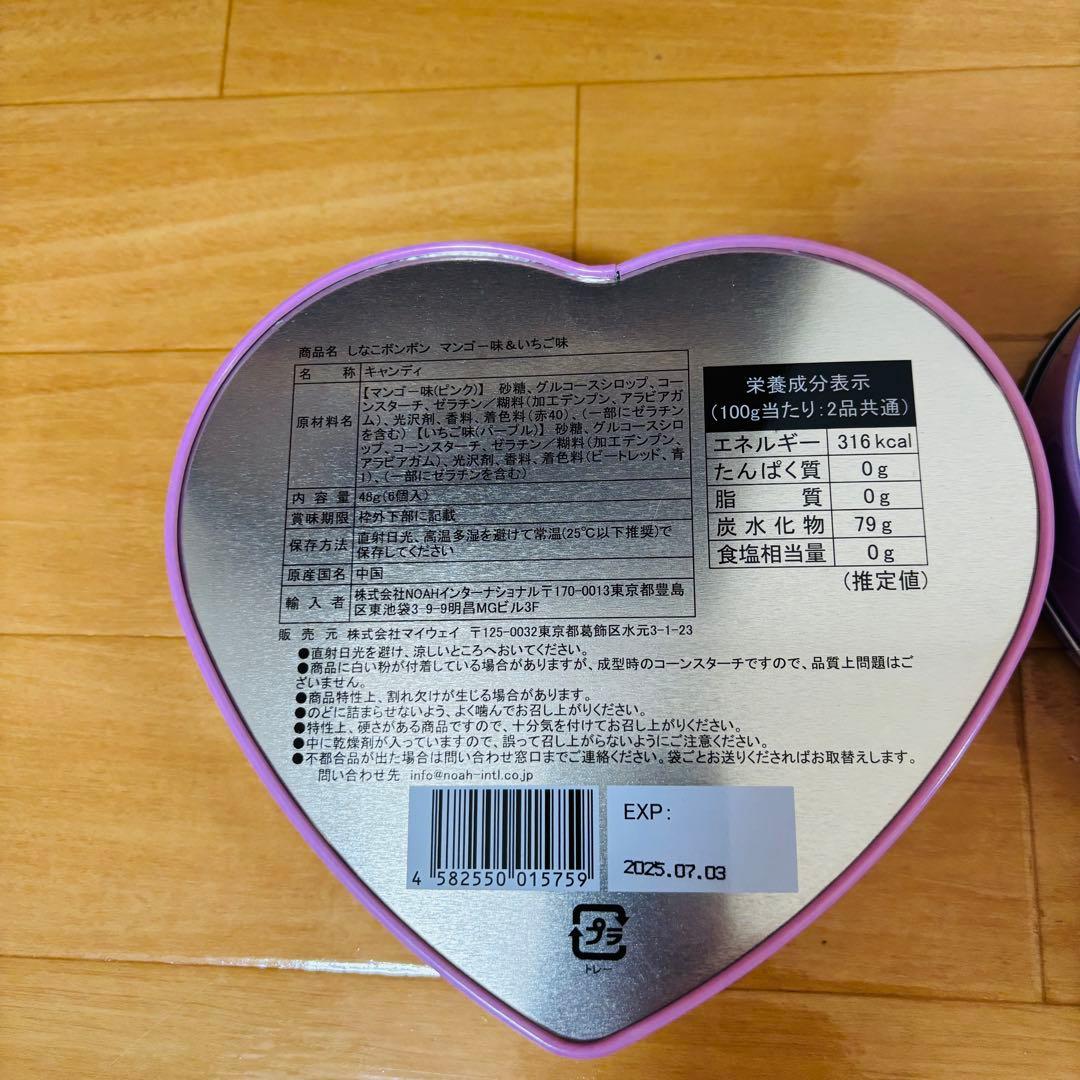 商品名 しなこボンボン マンゴー味＆いちご味
名 称 キャンディ
原材料名 【マンゴー味(ピンク)】 砂糖、グルコースシロップ、コー
ンスターチ、ゼラチン／糊料(加工デンプン、アラビアガ
ム)、光沢剤、香料、着色料(赤40)、(一部にゼラチン
を含む) 【いちご味(パープル)】 砂糖、グルコースシロ
ップ、コーンスターチ、ゼラチン／糊料(加工デンプン、
アラビアガム)、光沢剤、香料、着色料(ビートレッド、青
1)、(一部にゼラチンを含む)
内容量 48g(6個入)
賞味期限 枠外下部に記載
保存方法 直射日光、高温多湿を避けて常温(25℃以下推奨)で
保存してください
原産国名 中国
輸入者 株式会社NOAHインターナショナル〒170-0013東京都豊島
区東池袋3-9-9明昌MGビル3F
販売元 株式会社マイウェイ 〒125-0032東京都葛飾区水元3-1-23
●直射日光を避け、涼しいところへおいてください。
●商品に白い粉が付着している場合がありますが、成型時のコーンスターチですので、品質上問題はご
ざいません。
●商品特性上、割れ欠けが生じる場合があります。
●のどに詰まらせないよう、よく噛んでお召し上がりください。
●特性上、硬さがある商品ですので、十分気を付けてお召し上がりください。
●中に乾燥剤が入っていますので、誤って召し上がらないようにご注意ください。
●不都合品が出た場合は問い合わせ窓口までご連絡ください。袋ごとお送りくださればお取替えします。
問い合わせ先 info@noah-intl.co.jp
栄養成分表示
(100g当たり:2品共通)
エネルギー 316kcal
たんぱく質 0g
脂質 0g
炭水化物 79g
食塩相当量 0g
(推定値)
4 582550 015759
EXP:
2025.07.03
プラ
トレー